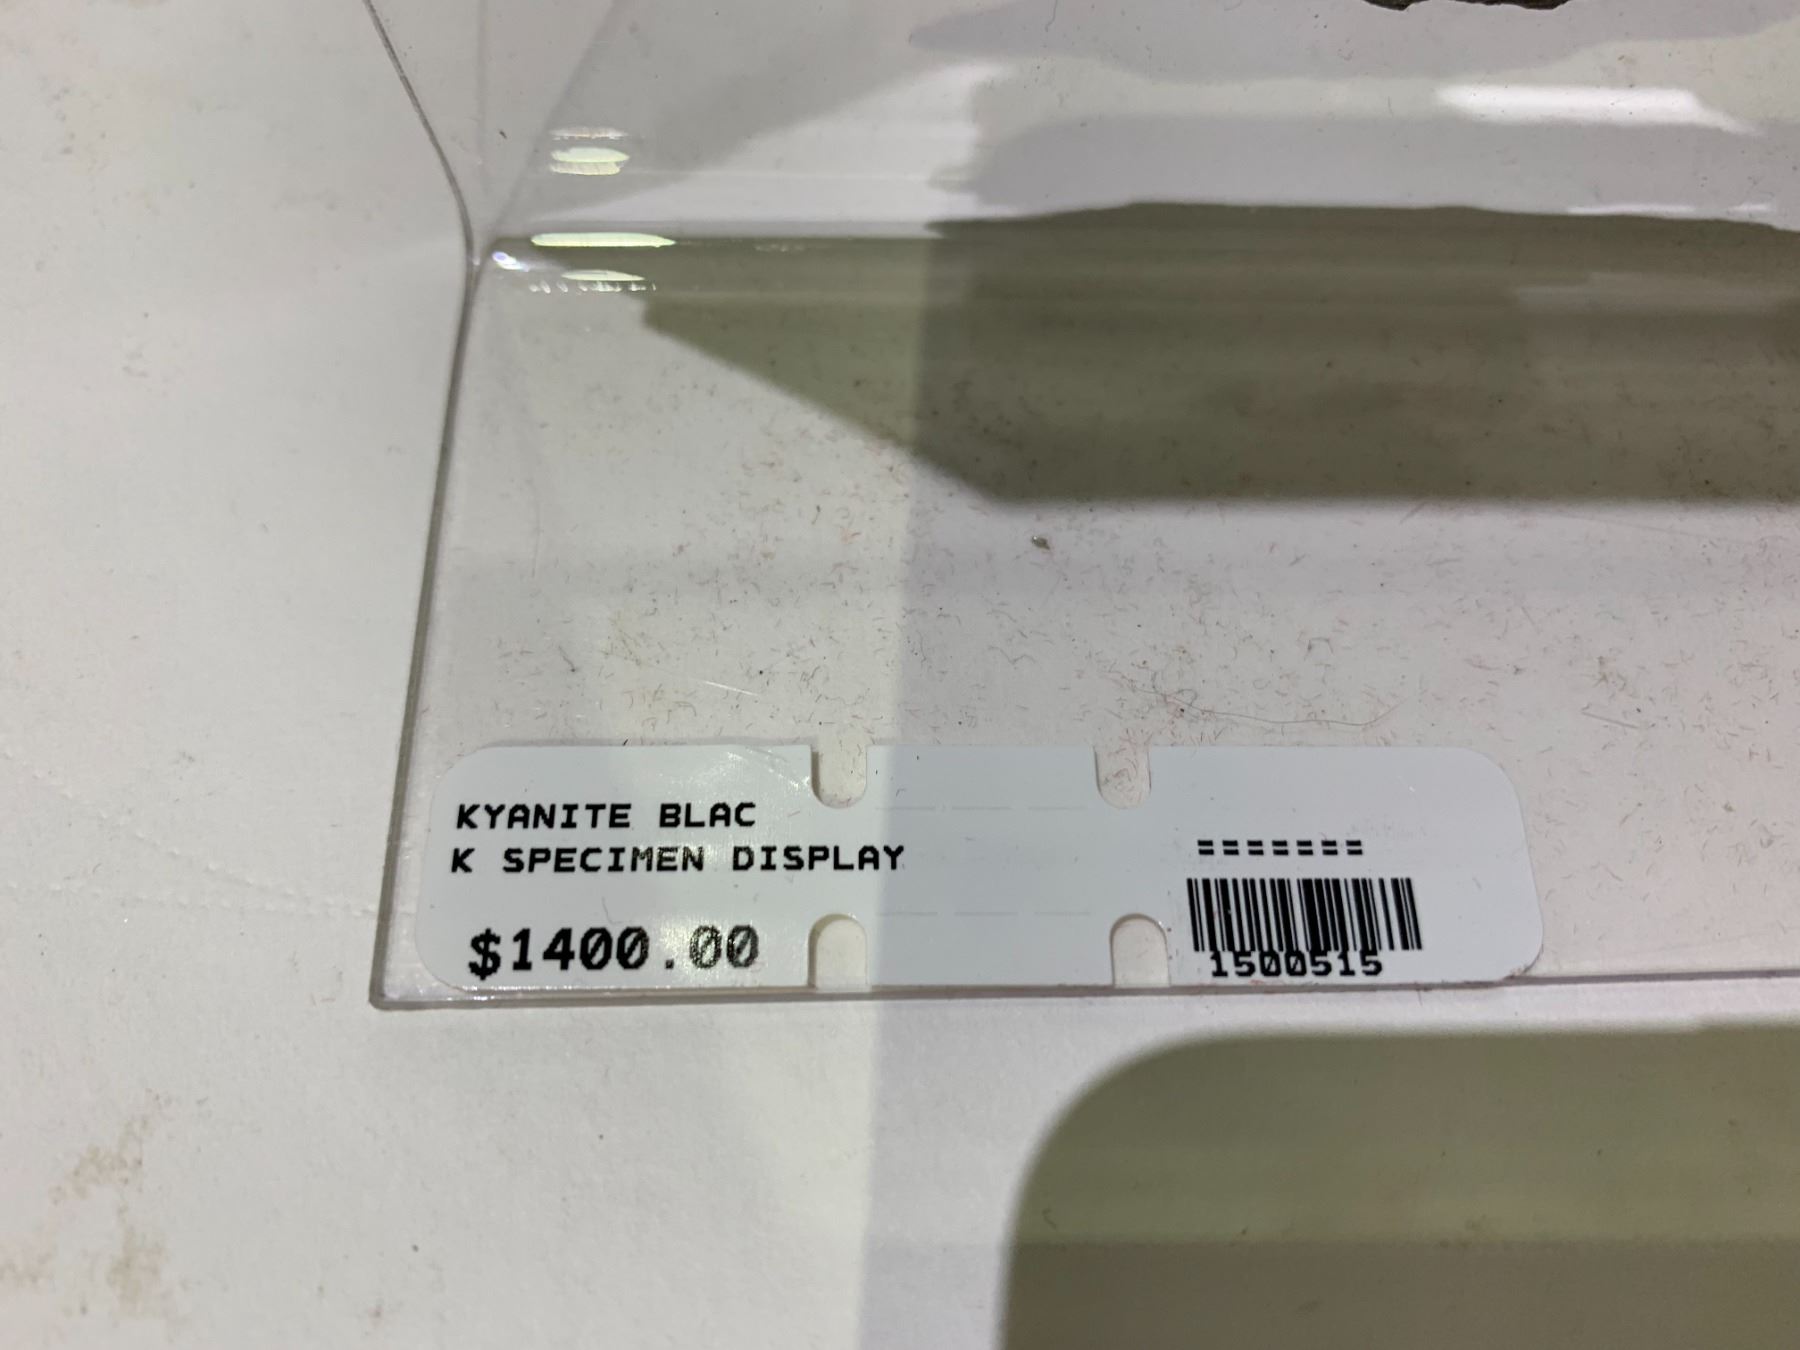 KYANITE BLAC
K SPECIMEN DISPLAY
$1400.00
=======
1500515